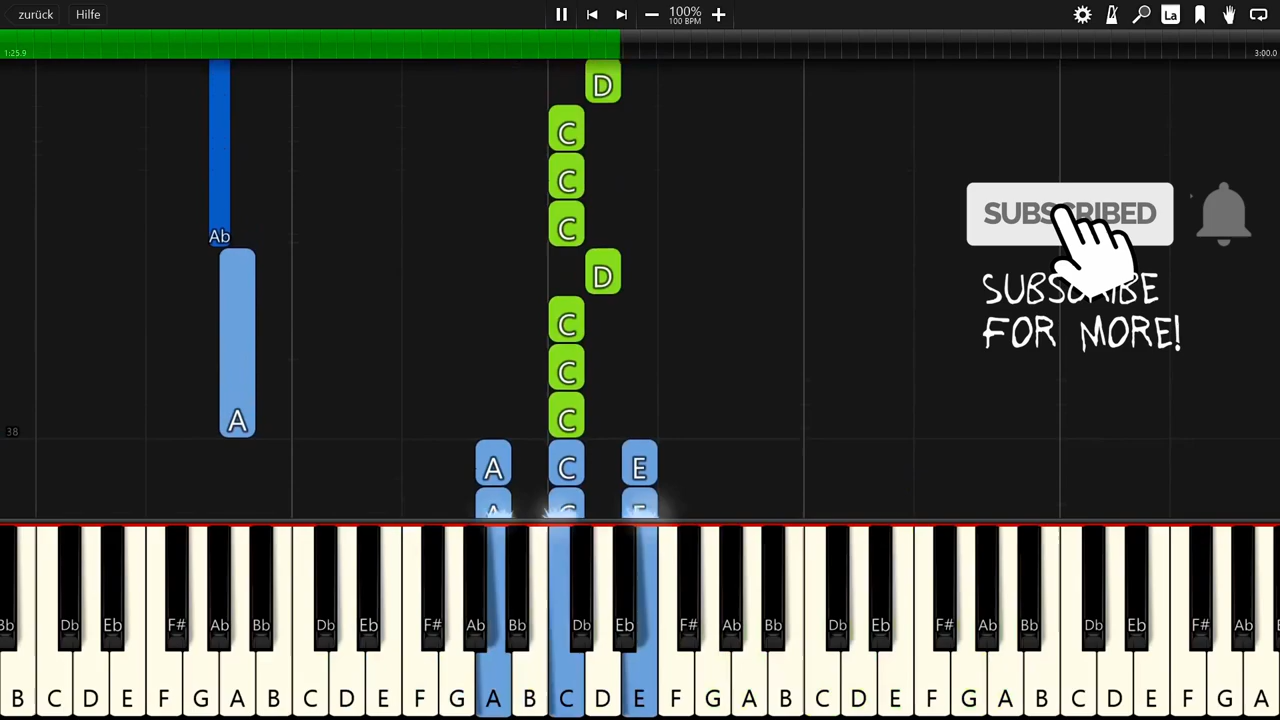 zurück Hilfe 100% 100 BPM La
1:25.9 3:00.0
D
C
C
C
Ab
D
C
C
C
A
38
A C E
A C E
SUBSCRIBED
SUBSCRIBE
FOR MORE!
Bb Db Eb F# Ab Bb Db Eb F# Ab Bb Db Eb F# Ab Bb Db Eb F# Ab Bb Db Eb F# Ab
B C D E F G A B C D E F G A B C D E F G A B C D E F G A B C D E F G A